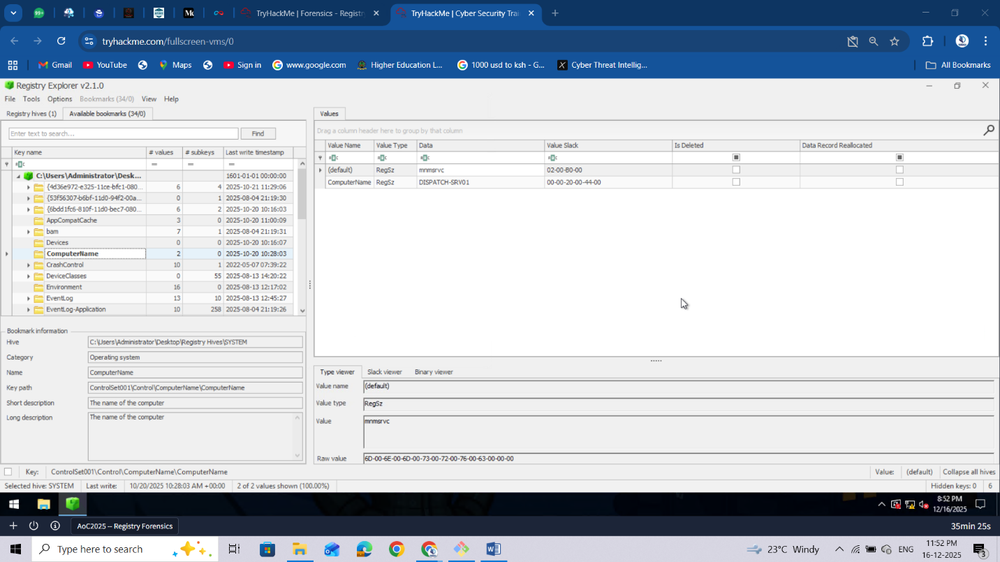 99+
TryHackMe | Forensics - Registr
TryHackMe | Cyber Security Trai
tryhackme.com/fullscreen-vms/0
Gmail YouTube Maps Sign in www.google.com Higher Education L... 1000 usd to ksh - G... Cyber Threat Intellig... All Bookmarks
Registry Explorer v2.1.0
File Tools Options Bookmarks (34/0) View Help
Registry hives (1) Available bookmarks (34/0)
Enter text to search... Find
Key name # values # subkeys Last write timestamp
C:\Users\Administrator\Desk... 1601-01-01 00:00:00
{4d36e972-e325-11ce-bfc1-080... 6 4 2025-10-21 11:29:06
{53f56307-b6bf-11d0-94f2-00a... 0 1 2025-08-04 21:19:30
{6bdd1fc6-810f-11d0-bec7-080... 6 2 2025-10-20 10:16:03
AppCompatCache 3 0 2025-10-20 11:00:09
bam 7 1 2025-08-04 21:19:31
Devices 0 0 2025-10-20 10:16:07
ComputerName 2 0 2025-10-20 10:28:03
CrashControl 10 1 2022-05-07 07:39:22
DeviceClasses 0 55 2025-08-13 14:20:22
Environment 16 0 2025-08-13 12:17:02
EventLog 13 10 2025-08-13 12:45:27
EventLog-Application 10 258 2025-08-04 21:19:26
Bookmark information
Hive C:\Users\Administrator\Desktop\Registry Hives\SYSTEM
Category Operating system
Name ComputerName
Key path ControlSet001\Control\ComputerName\ComputerName
Short description The name of the computer
Long description The name of the computer
Values
Drag a column header here to group by that column
Value Name Value Type Data Value Slack Is Deleted Data Record Reallocated
(default) RegSz mnmsrvc 02-00-B0-00
ComputerName RegSz DISPATCH-SRV01 00-00-20-00-44-00
Type viewer Slack viewer Binary viewer
Value name (default)
Value type RegSz
Value mnmsrvc
Raw value 6D-00-6E-00-6D-00-73-00-72-00-76-00-63-00-00-00
Key: ControlSet001\Control\ComputerName\ComputerName Value: (default) Collapse all hives
Selected hive: SYSTEM Last write: 10/20/2025 10:28:03 AM +00:00 2 of 2 values shown (100.00%) Hidden keys: 0 6
8:52 PM
12/16/2025
AoC2025 -- Registry Forensics 35min 25s
Type here to search 23°C Windy ENG 11:52 PM
16-12-2025
3